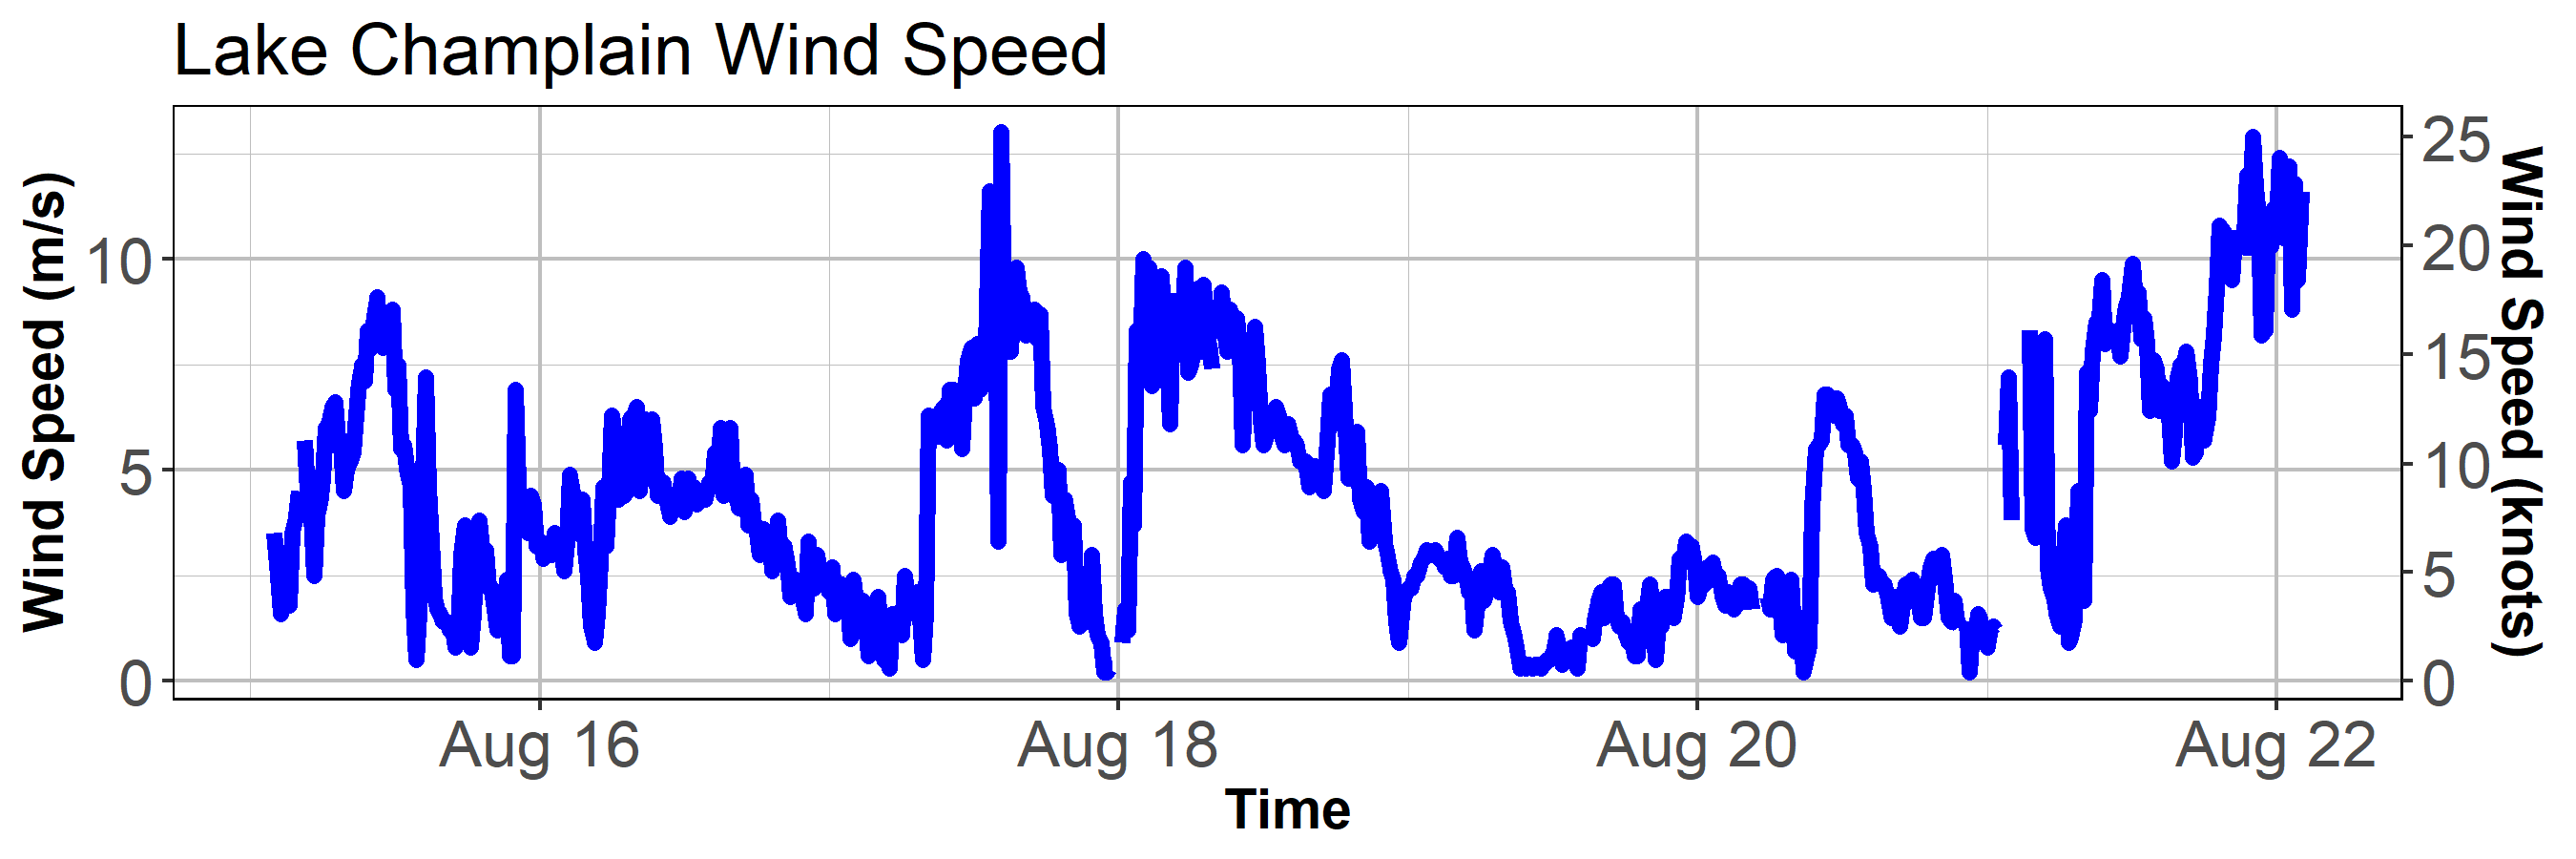 Lake Champlain Wind Speed
Wind Speed (m/s)
10
5
0
25
20
15
10
5
0
Wind Speed (knots)
Aug 16
Aug 18
Aug 20
Aug 22
Time